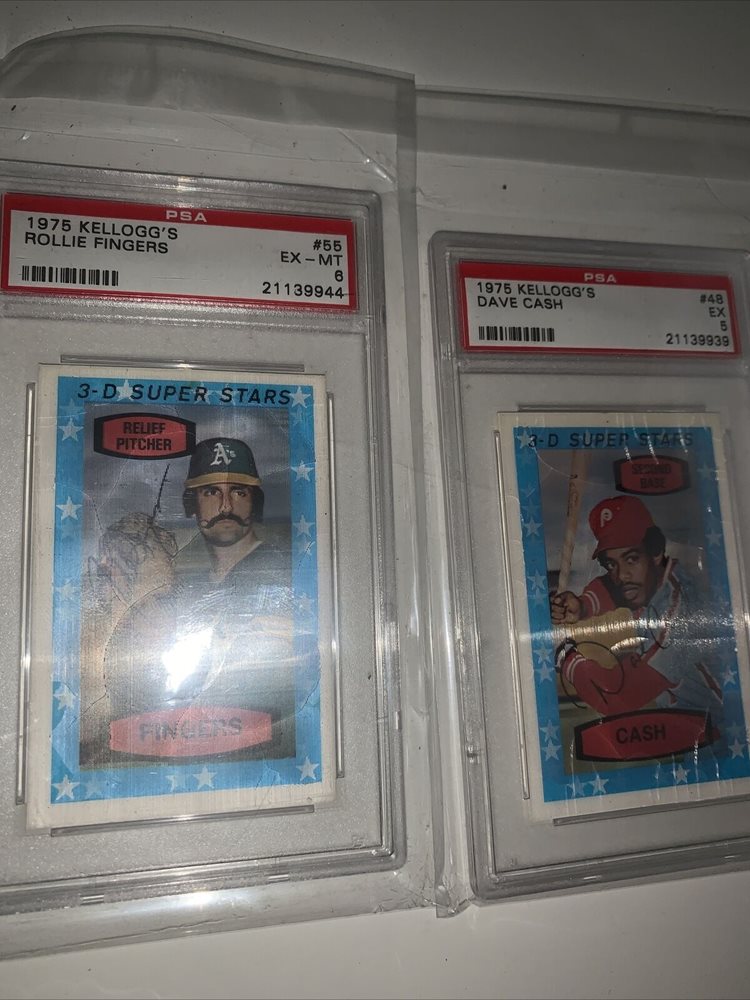 PSA
1975 KELLOGG'S #55
ROLLIE FINGERS EX-MT
6
21139944
3-D SUPER STARS
RELIEF
PITCHER
A's
FINGERS
PSA
1975 KELLOGG'S #48
DAVE CASH EX
5
21139939
3-D SUPER STARS
SECOND
BASE
P
CASH